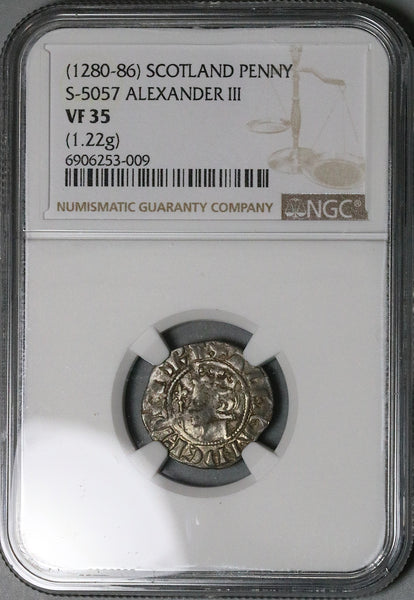 (1280-86) SCOTLAND PENNY
S-5057 ALEXANDER III
VF 35
(1.22g)
6906253-009
NUMISMATIC GUARANTY COMPANY NGC®